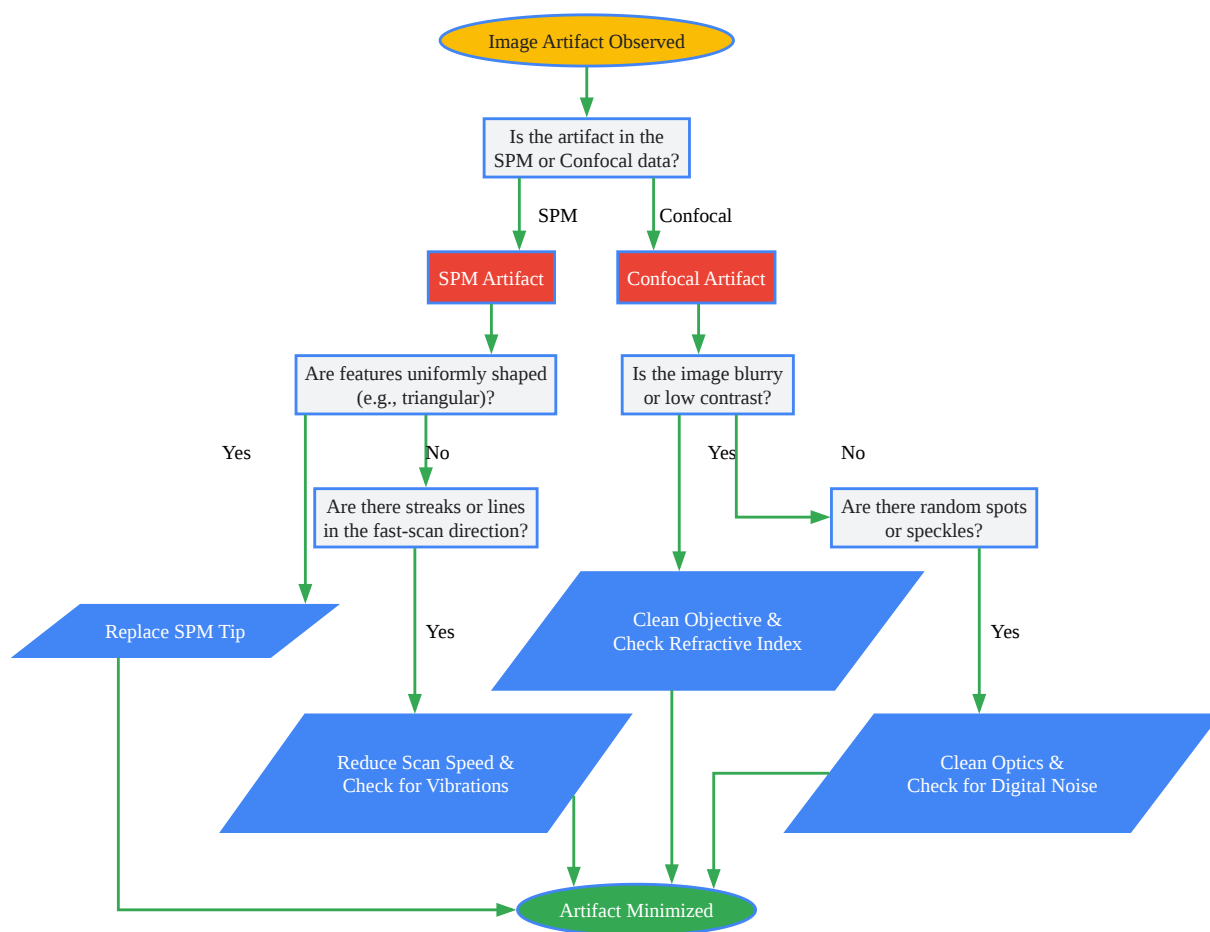 Image Artifact Observed
Is the artifact in the
SPM or Confocal data?
SPM
Confocal
SPM Artifact
Confocal Artifact
Are features uniformly shaped
(e.g., triangular)?
Is the image blurry
or low contrast?
Yes
No
Yes
No
Are there streaks or lines
in the fast-scan direction?
Are there random spots
or speckles?
Replace SPM Tip
Yes
Clean Objective &
Check Refractive Index
Yes
Reduce Scan Speed &
Check for Vibrations
Clean Optics &
Check for Digital Noise
Artifact Minimized